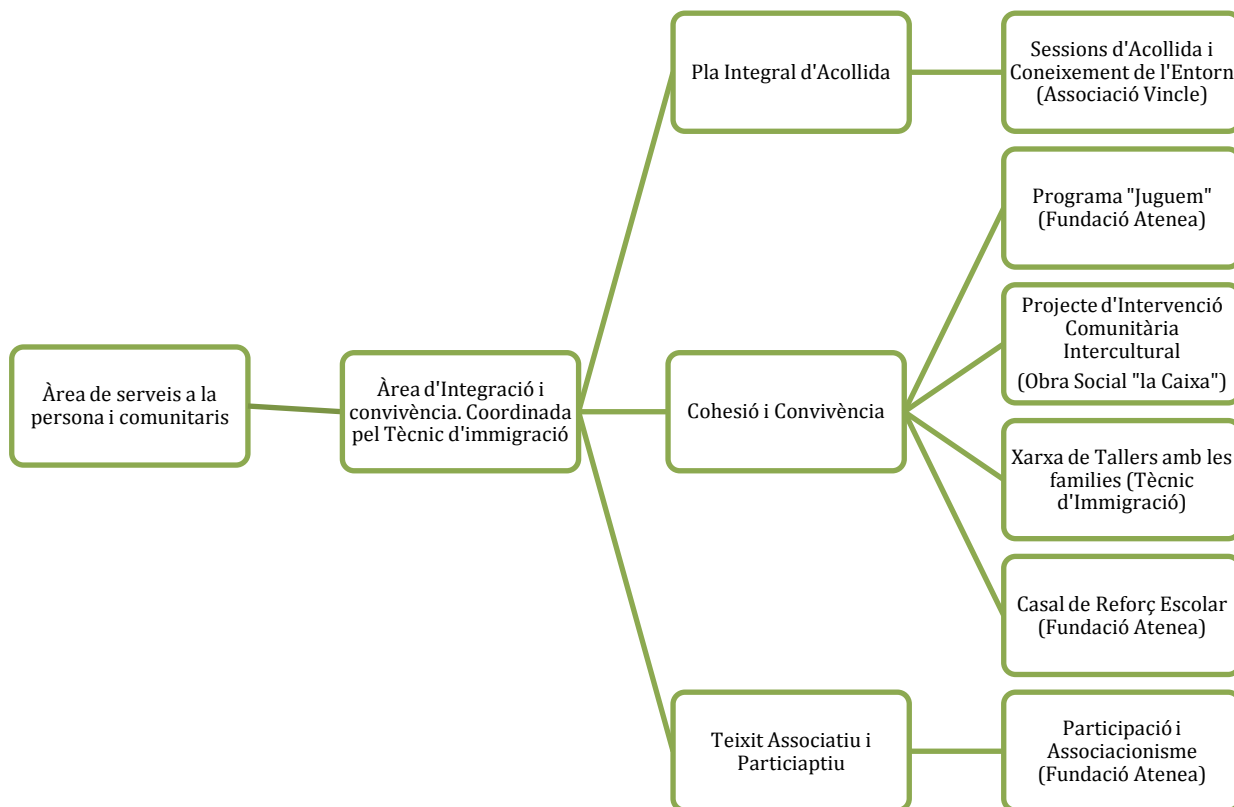 Àrea de serveis a la
persona i comunitaris
Àrea d'Integració i
convivència. Coordinada
pel Tècnic d'immigració
Pla Integral d'Acollida
Sessions d'Acollida i
Coneixement de l'Entorn
(Associació Vincle)
Cohesió i Convivència
Programa "Juguem"
(Fundació Atenea)
Projecte d'Intervenció
Comunitària
Intercultural
(Obra Social "la Caixa")
Xarxa de Tallers amb les
families (Tècnic
d'Immigració)
Casal de Reforç Escolar
(Fundació Atenea)
Teixit Associatiu i
Particiaptiu
Participació i
Associacionisme
(Fundació Atenea)